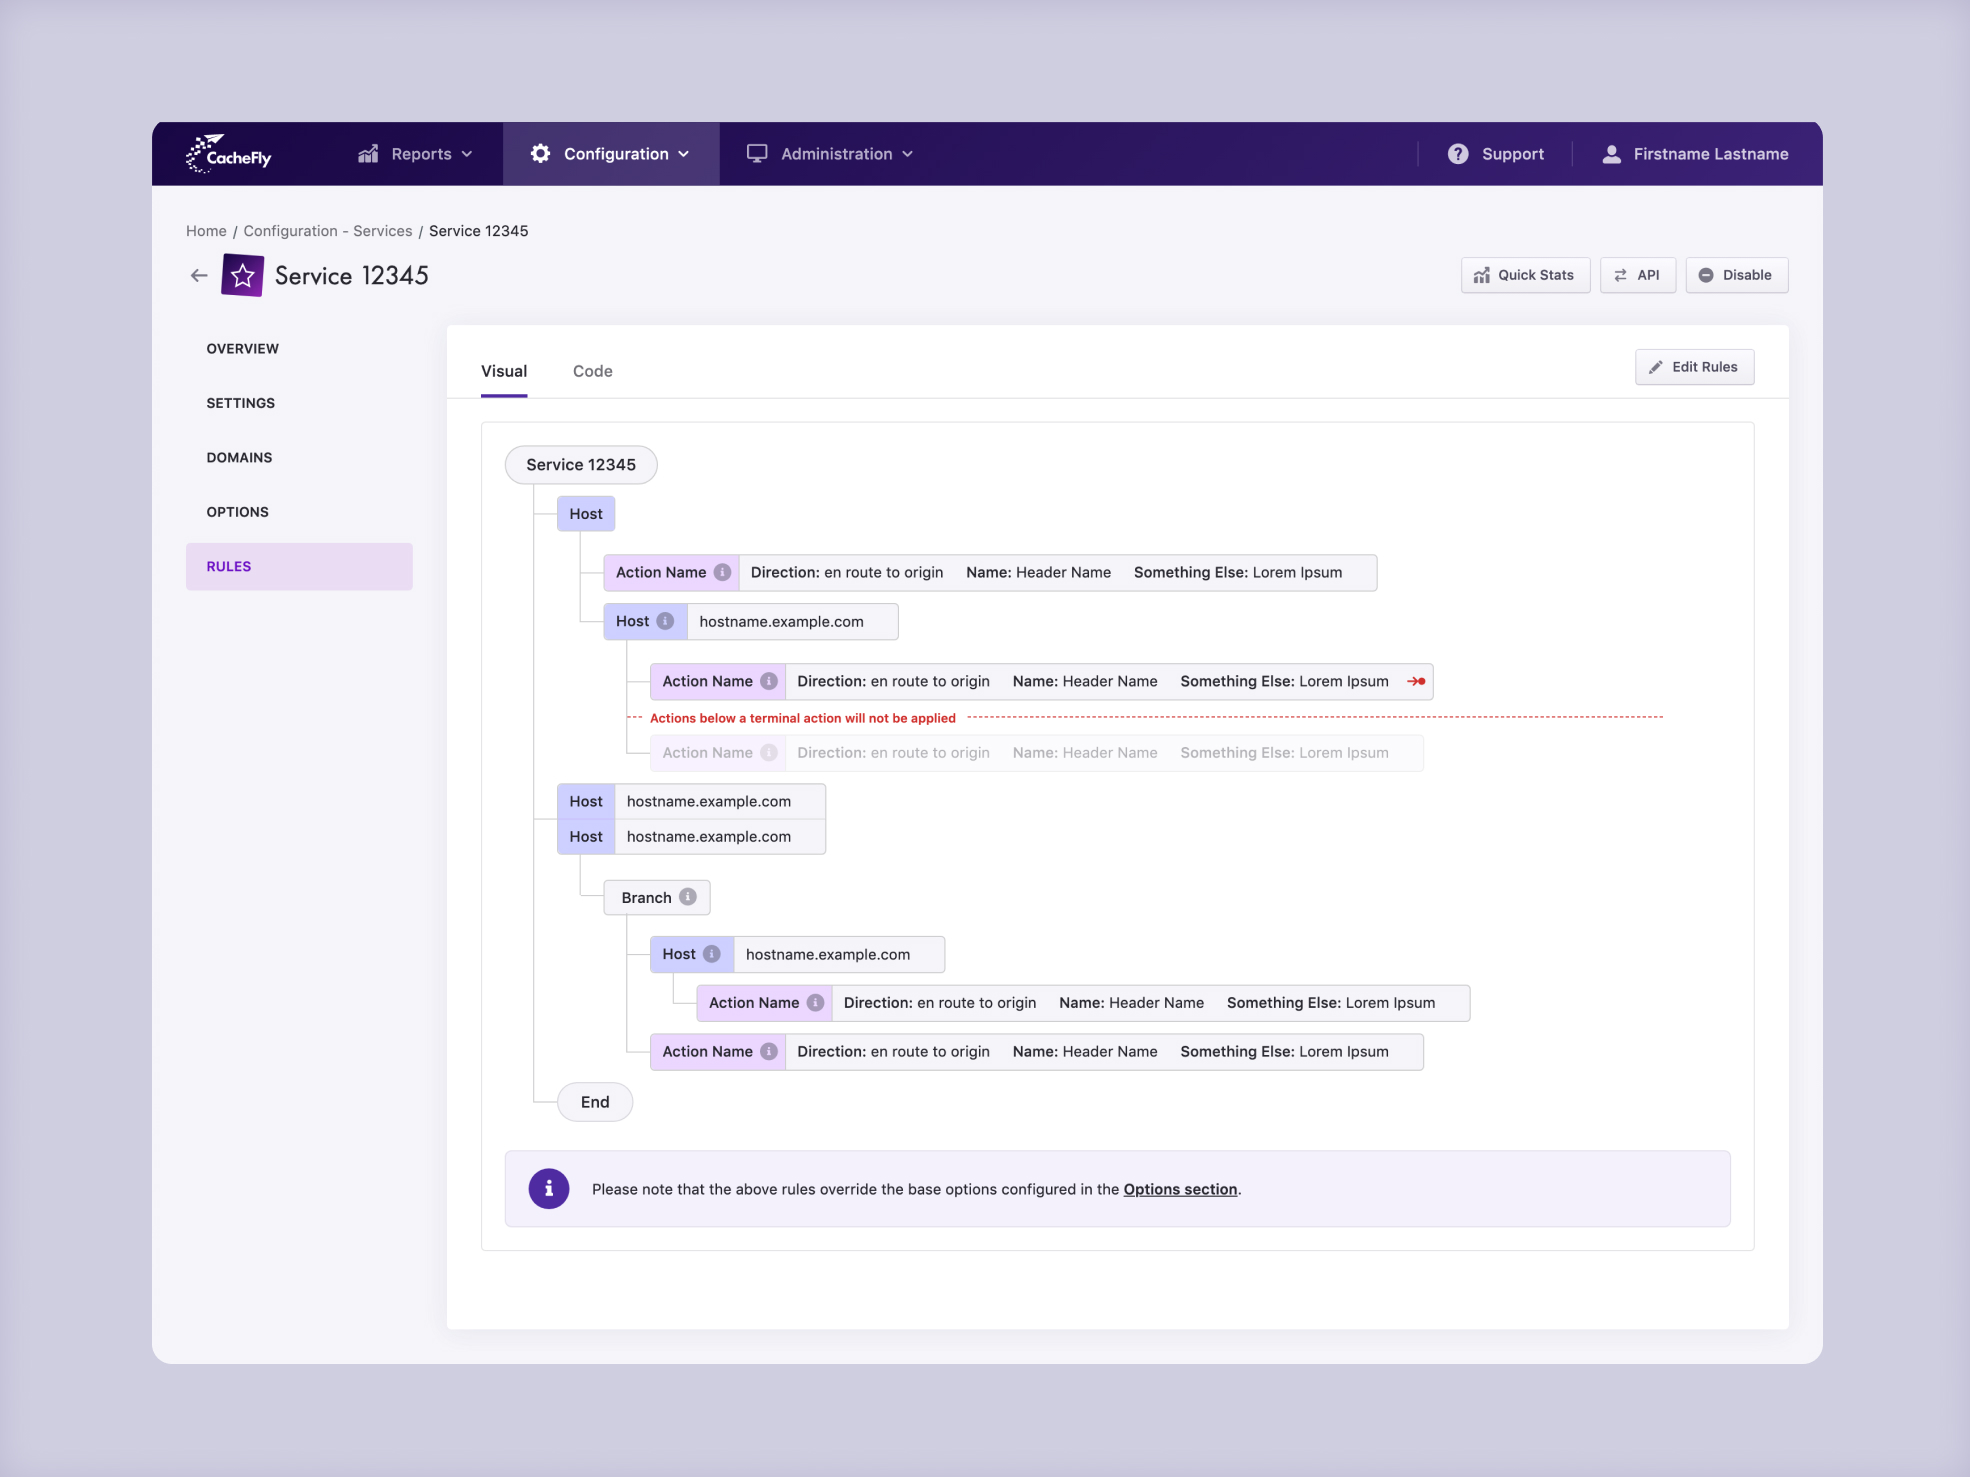 CacheFly Reports Configuration Administration Support Firstname Lastname
Home / Configuration - Services / Service 12345
Service 12345
Quick Stats API Disable
OVERVIEW
SETTINGS
DOMAINS
OPTIONS
RULES
Visual Code Edit Rules
Service 12345
Host
Action Name Direction: en route to origin Name: Header Name Something Else: Lorem Ipsum
Host hostname.example.com
Action Name Direction: en route to origin Name: Header Name Something Else: Lorem Ipsum
Actions below a terminal action will not be applied
Action Name Direction: en route to origin Name: Header Name Something Else: Lorem Ipsum
Host hostname.example.com
Host hostname.example.com
Branch
Host hostname.example.com
Action Name Direction: en route to origin Name: Header Name Something Else: Lorem Ipsum
Action Name Direction: en route to origin Name: Header Name Something Else: Lorem Ipsum
End
Please note that the above rules override the base options configured in the Options section.